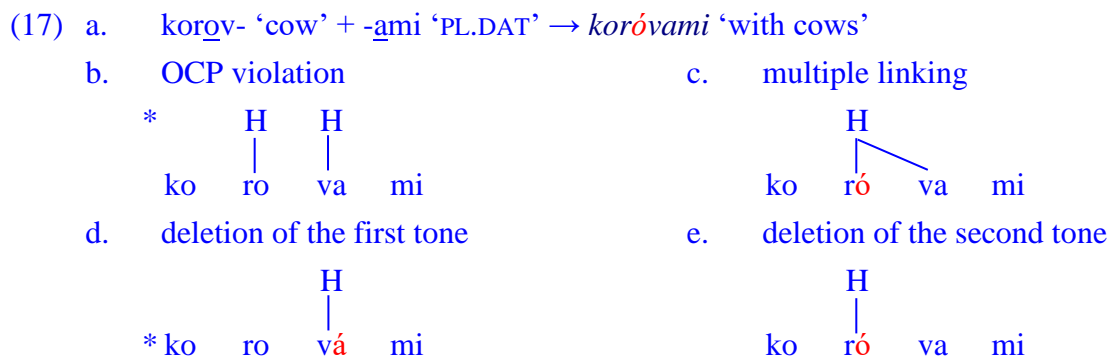 (17) a. korov- ‘cow’ + -ami ‘PL.DAT’ → koróvami ‘with cows’
b. OCP violation c. multiple linking
* H H H
ko ro va mi ko ró va mi
d. deletion of the first tone e. deletion of the second tone
H H
* ko ro vá mi ko ró va mi